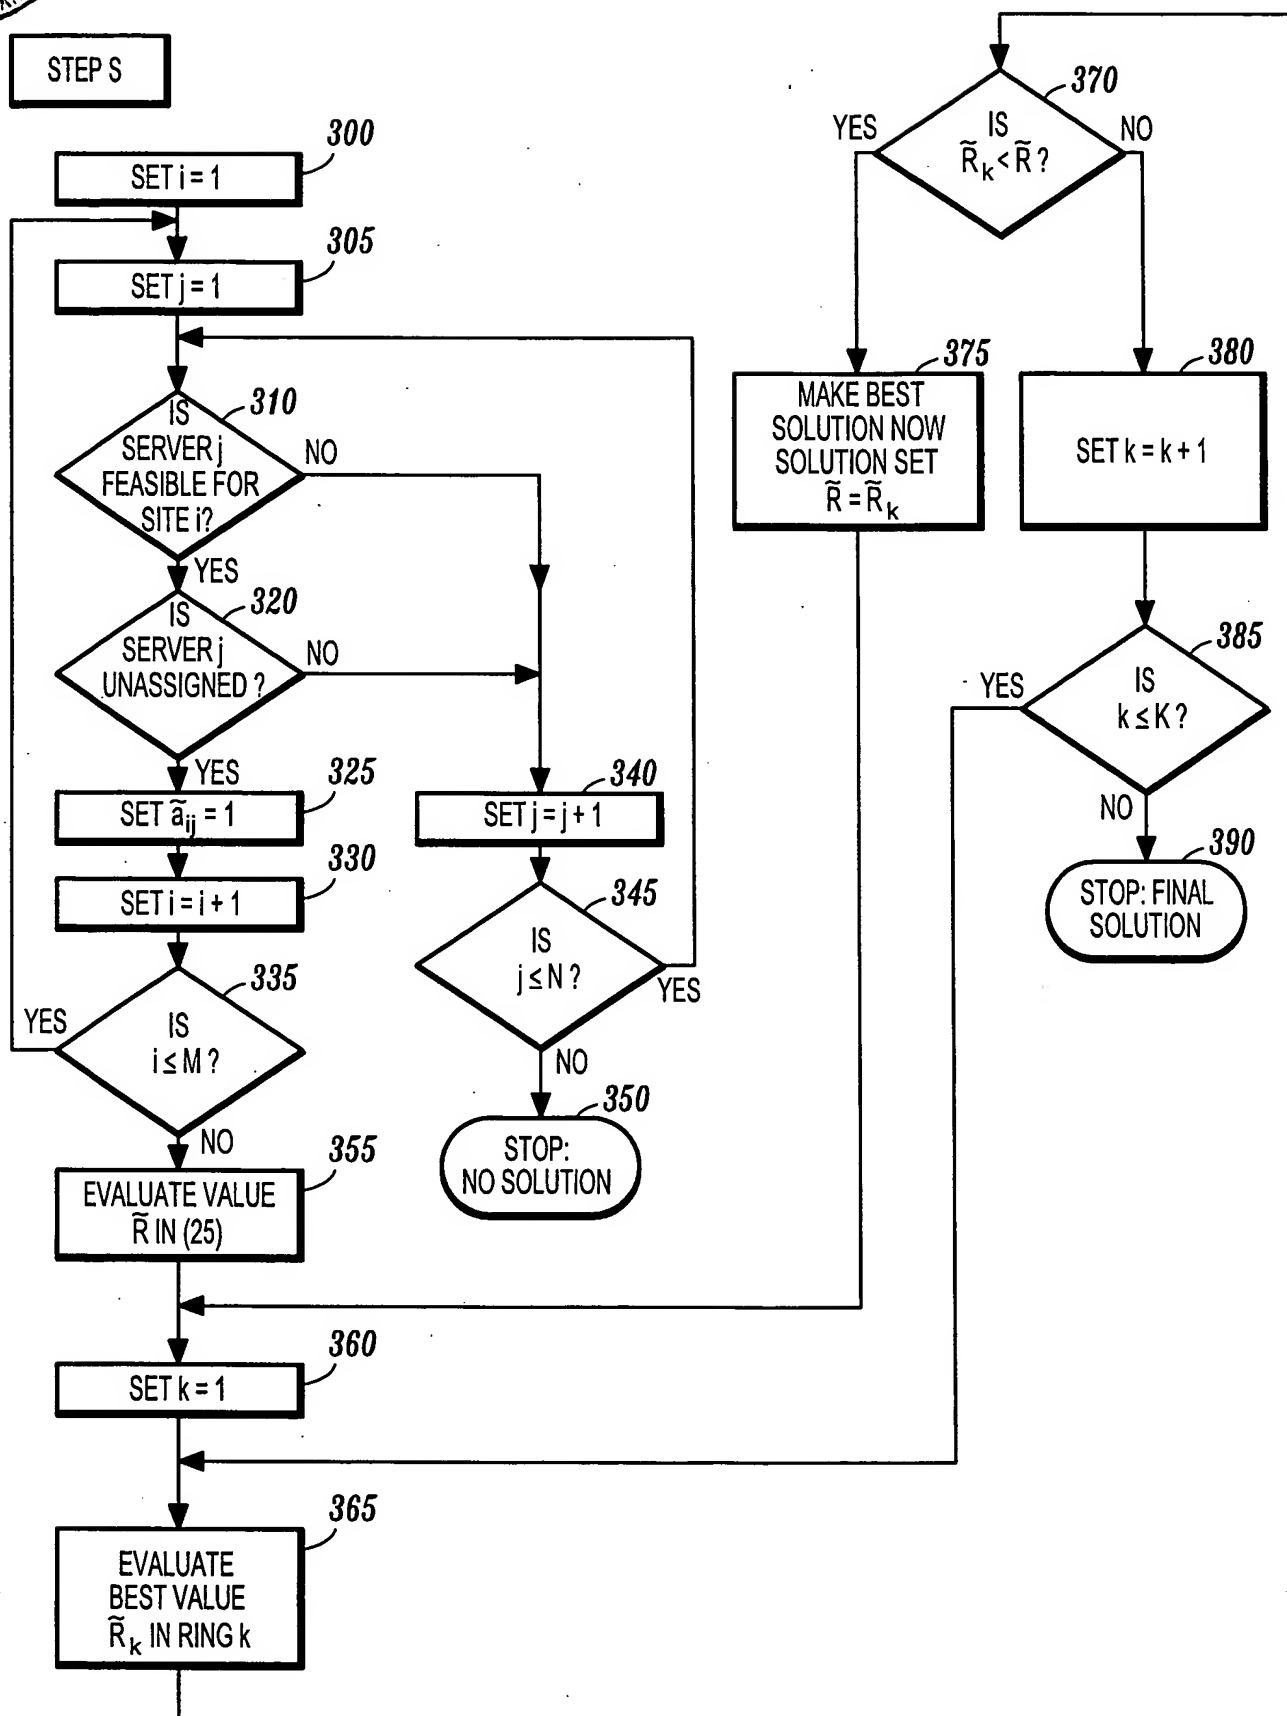 STEP S
300
SET i = 1
305
SET j = 1
310
IS
SERVER j
FEASIBLE FOR
SITE i?
NO
YES
320
IS
SERVER j
UNASSIGNED ?
NO
YES
325
SET ãij = 1
330
SET i = i + 1
335
IS
i ≤ M ?
YES
NO
340
SET j = j + 1
345
IS
j ≤ N ?
YES
NO
350
STOP:
NO SOLUTION
355
EVALUATE VALUE
R̃ IN (25)
360
SET k = 1
365
EVALUATE
BEST VALUE
R̃k IN RING k
370
IS
R̃k < R̃ ?
YES
NO
375
MAKE BEST
SOLUTION NOW
SOLUTION SET
R̃ = R̃k
380
SET k = k + 1
385
IS
k ≤ K ?
YES
NO
390
STOP: FINAL
SOLUTION